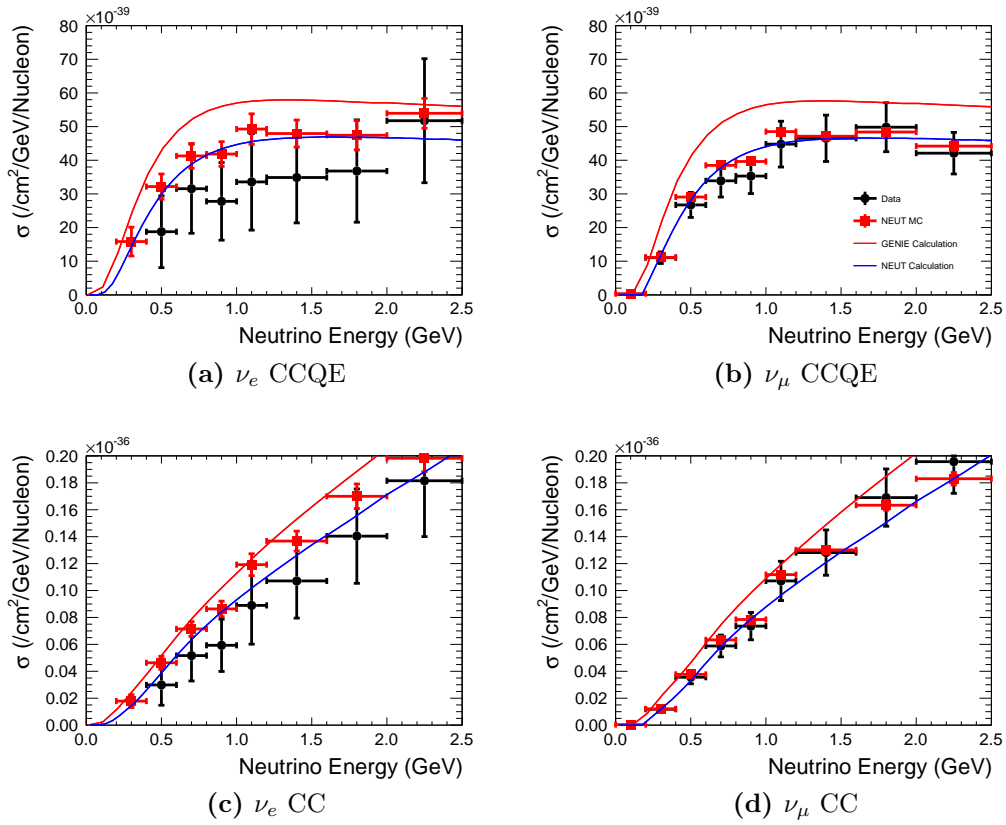 ×10⁻³⁹
σ (/cm²/GeV/Nucleon)
80
70
60
50
40
30
20
10
0
0.0 0.5 1.0 1.5 2.0 2.5
Neutrino Energy (GeV)
(a) νₑ CCQE
×10⁻³⁹
σ (/cm²/GeV/Nucleon)
80
70
60
50
40
30
20
10
0
Data
NEUT MC
GENIE Calculation
NEUT Calculation
0.0 0.5 1.0 1.5 2.0 2.5
Neutrino Energy (GeV)
(b) ν_μ CCQE
×10⁻³⁶
σ (/cm²/GeV/Nucleon)
0.20
0.18
0.16
0.14
0.12
0.10
0.08
0.06
0.04
0.02
0.00
0.0 0.5 1.0 1.5 2.0 2.5
Neutrino Energy (GeV)
(c) νₑ CC
×10⁻³⁶
σ (/cm²/GeV/Nucleon)
0.20
0.18
0.16
0.14
0.12
0.10
0.08
0.06
0.04
0.02
0.00
0.0 0.5 1.0 1.5 2.0 2.5
Neutrino Energy (GeV)
(d) ν_μ CC